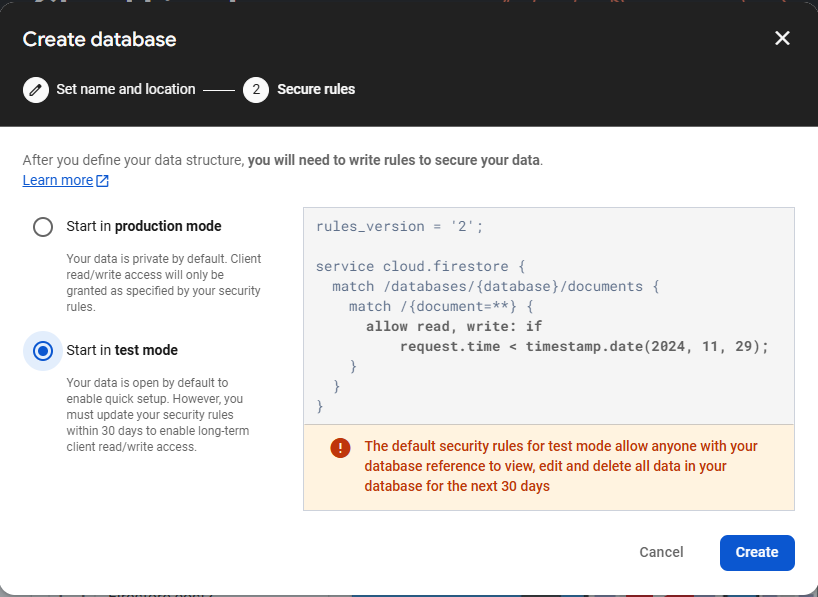 Create database
Set name and location
2
Secure rules
After you define your data structure, you will need to write rules to secure your data.
Learn more
Start in production mode
Your data is private by default. Client
read/write access will only be
granted as specified by your security
rules.
Start in test mode
Your data is open by default to
enable quick setup. However, you
must update your security rules
within 30 days to enable long-term
client read/write access.
rules_version = '2';
service cloud.firestore {
match /databases/{database}/documents {
match /{document=**} {
allow read, write: if
request.time < timestamp.date(2024, 11, 29);
}
}
}
The default security rules for test mode allow anyone with your
database reference to view, edit and delete all data in your
database for the next 30 days
Cancel
Create